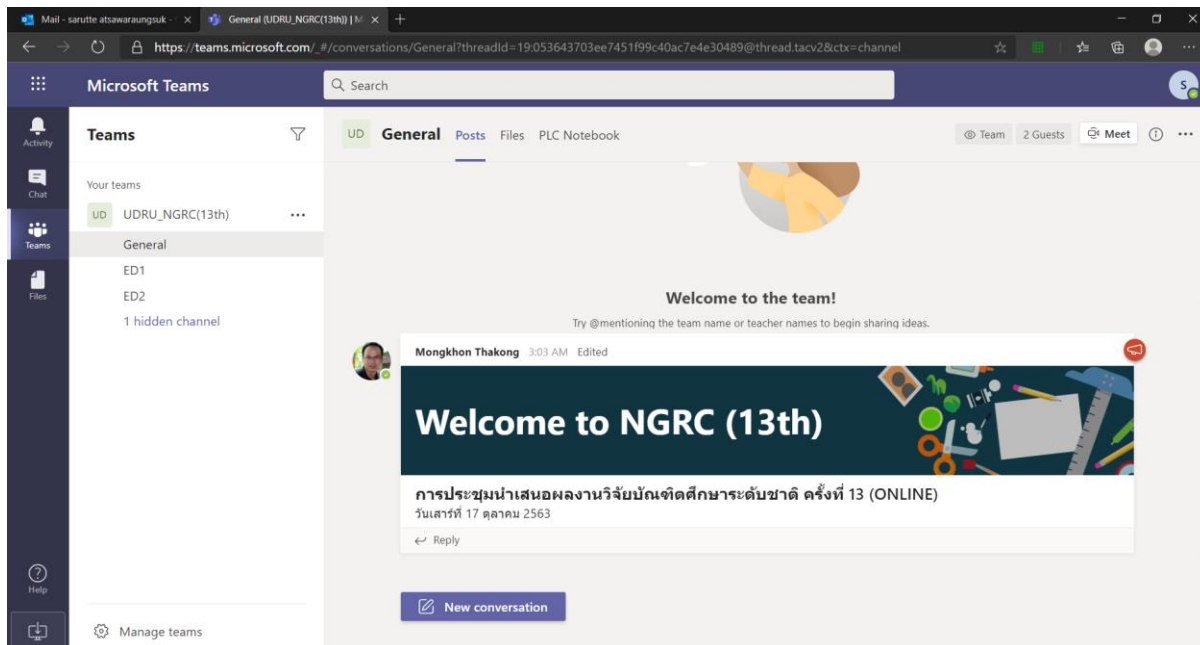 Mail - sarutte atsawaraungsuk -
General (UDRU_NGRC(13th)) | M
https://teams.microsoft.com/_#/conversations/General?threadId=19:053643703ee7451f99c40ac7e4e30489@thread.tacv2&ctx=channel
Microsoft Teams
Search
S
Activity
Chat
Teams
Files
Help
Teams
Your teams
UD UDRU_NGRC(13th)
General
ED1
ED2
1 hidden channel
Manage teams
UD General Posts Files PLC Notebook
Team 2 Guests Meet
Welcome to the team!
Try @mentioning the team name or teacher names to begin sharing ideas.
Mongkhon Thakong 3:03 AM Edited
Welcome to NGRC (13th)
การประชุมนำเสนอผลงานวิจัยบัณฑิตศึกษาระดับชาติ ครั้งที่ 13 (ONLINE)
วันเสาร์ที่ 17 ตุลาคม 2563
Reply
New conversation